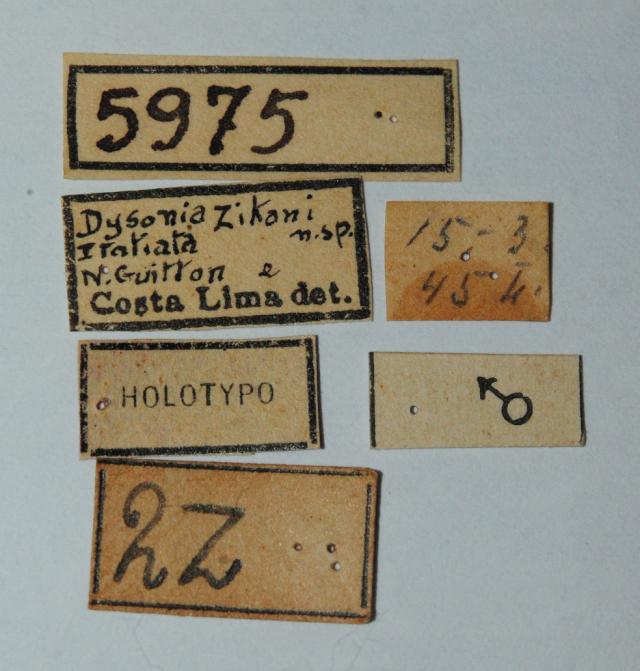 5975
Dysonia Zikani
n.sp.
Itatiaia
N. Guitton e
Costa Lima det.
15.-3.
45 k.
HOLOTYPO
♂
2Z